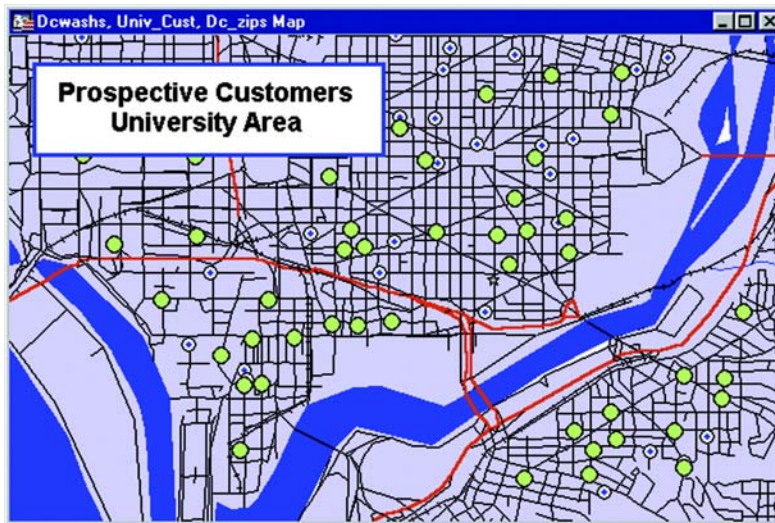 Dcwashs, Univ_Cust, Dc_zips Map
Prospective Customers
University Area